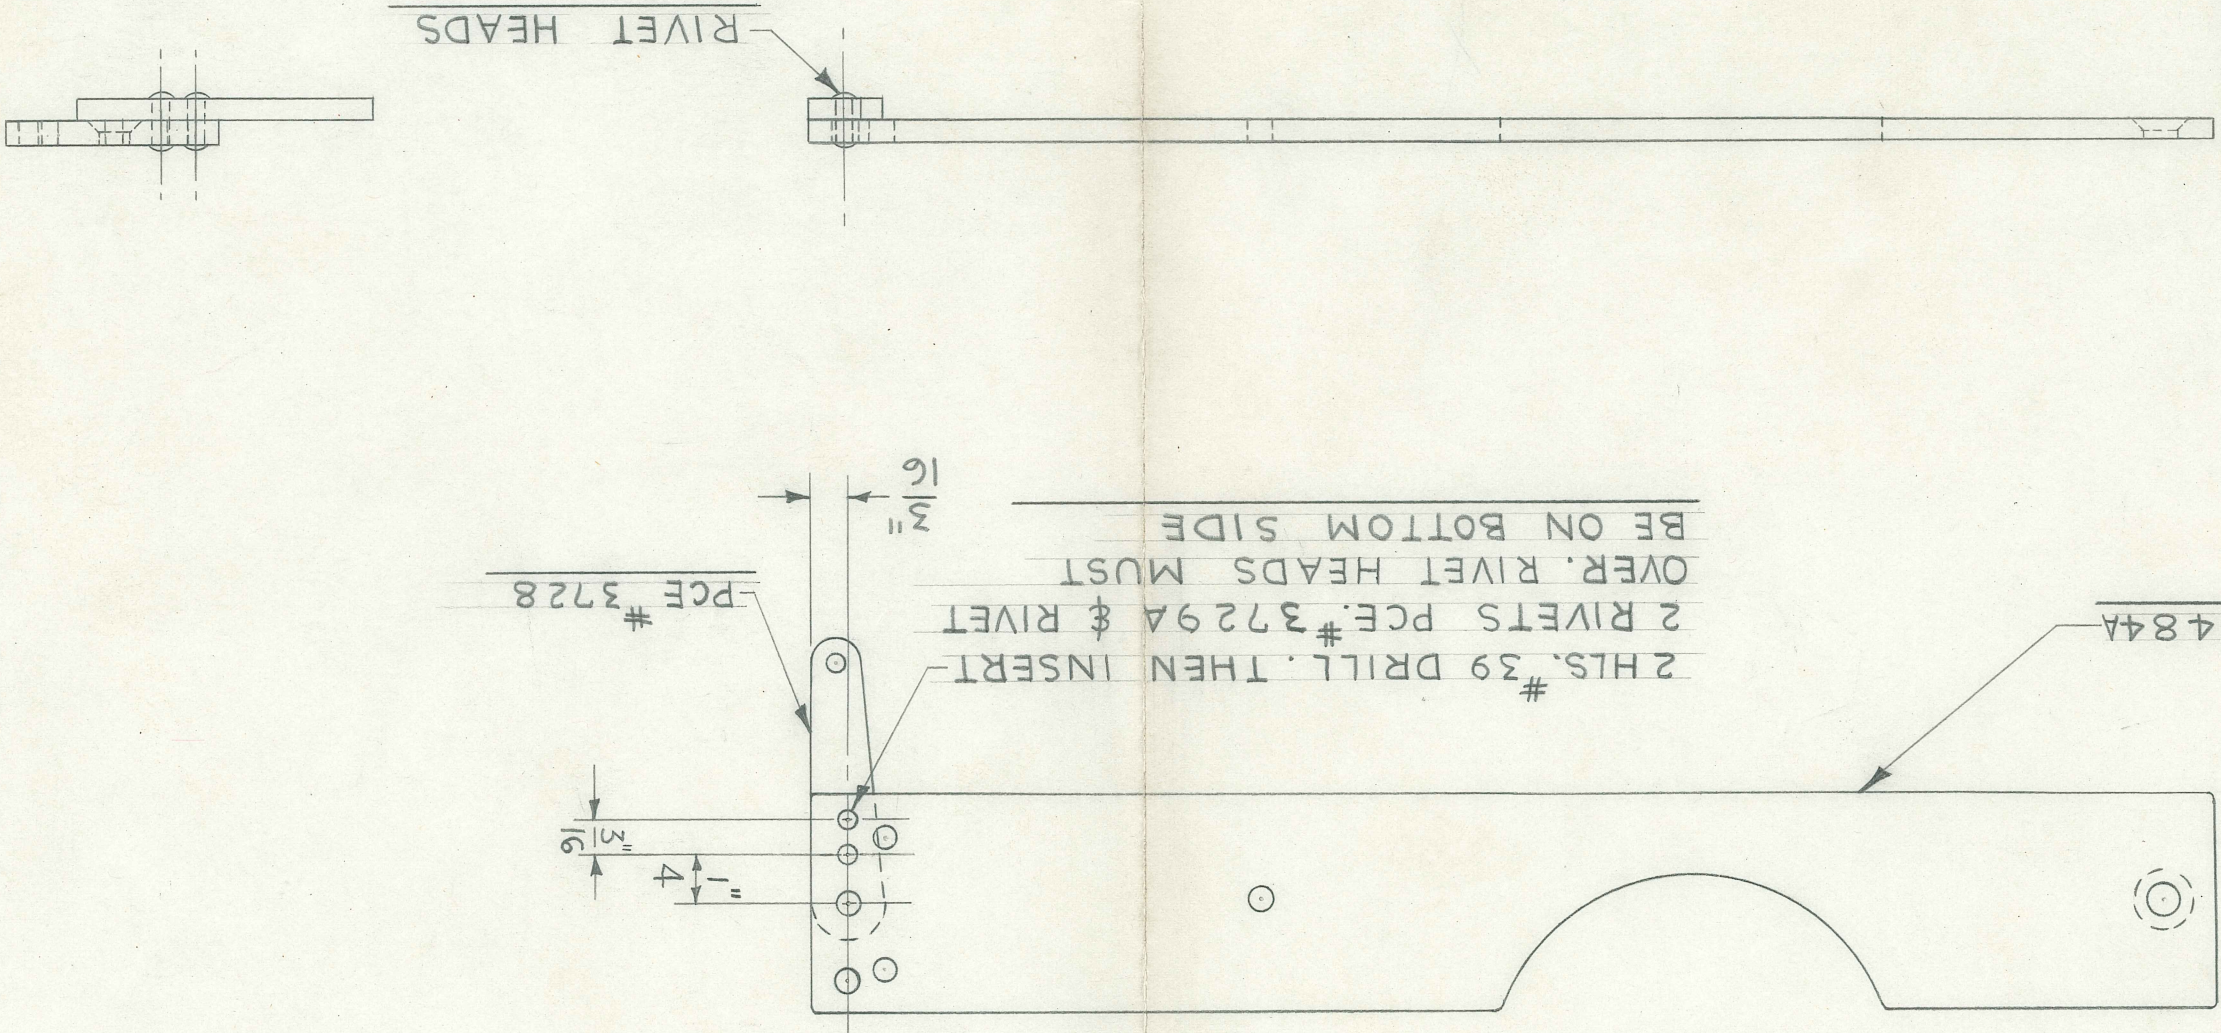 1"
4
3"
16
484A
2 HLS. #39 DRILL. THEN INSERT
2 RIVETS PCE. #3729A & RIVET
OVER. RIVET HEADS MUST
BE ON BOTTOM SIDE
PCE #3728
3"
16
RIVET HEADS